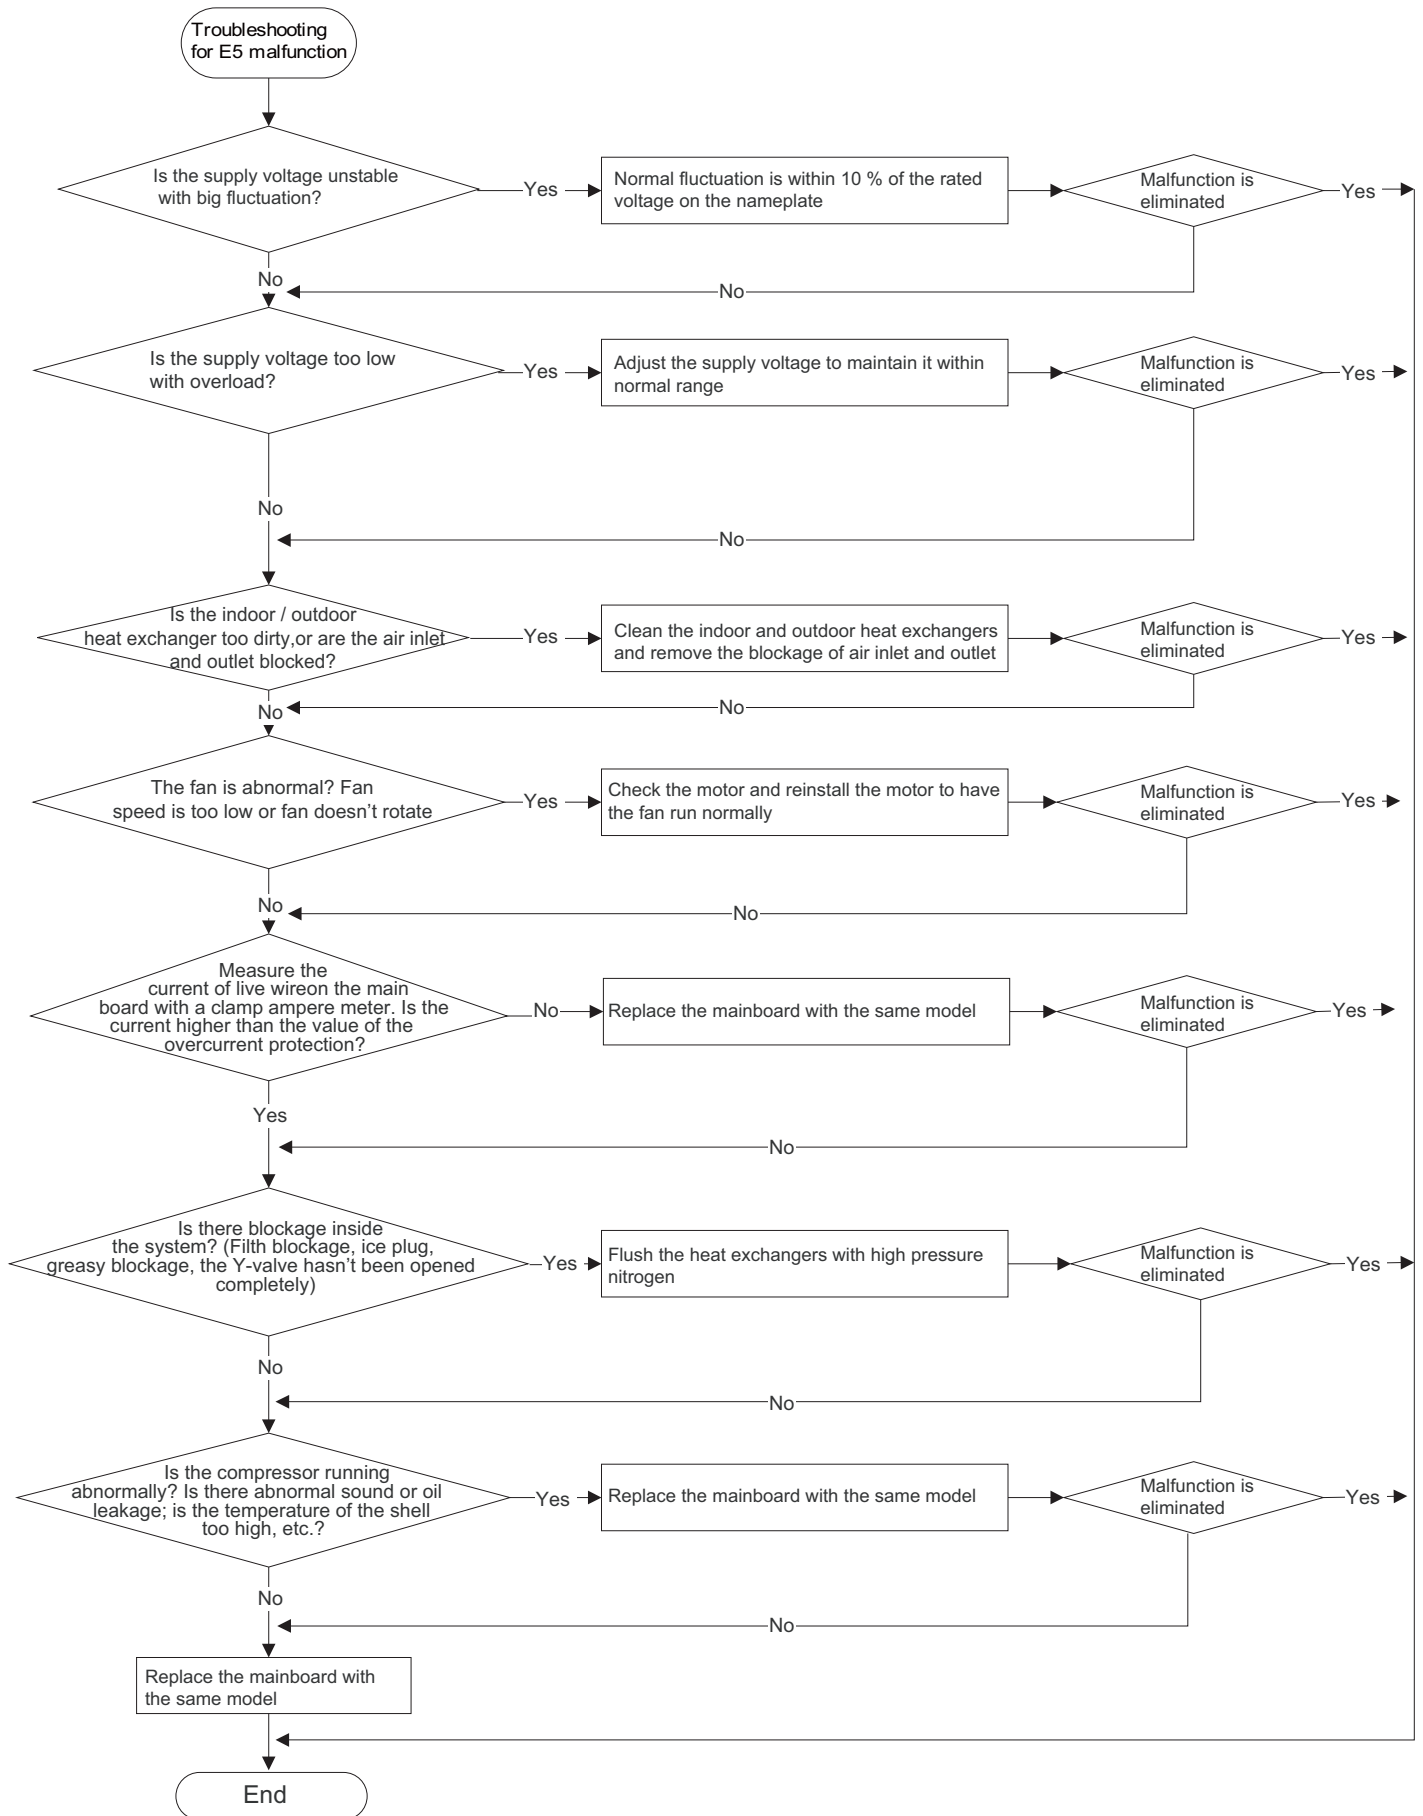 Troubleshooting
for E5 malfunction
Is the supply voltage unstable
with big fluctuation?
Yes
Normal fluctuation is within 10 % of the rated
voltage on the nameplate
Malfunction is
eliminated
Yes
No
No
Is the supply voltage too low
with overload?
Yes
Adjust the supply voltage to maintain it within
normal range
Malfunction is
eliminated
Yes
No
No
Is the indoor / outdoor
heat exchanger too dirty,or are the air inlet
and outlet blocked?
Yes
Clean the indoor and outdoor heat exchangers
and remove the blockage of air inlet and outlet
Malfunction is
eliminated
Yes
No
No
The fan is abnormal? Fan
speed is too low or fan doesn't rotate
Yes
Check the motor and reinstall the motor to have
the fan run normally
Malfunction is
eliminated
Yes
No
No
Measure the
current of live wireon the main
board with a clamp ampere meter. Is the
current higher than the value of the
overcurrent protection?
No
Replace the mainboard with the same model
Malfunction is
eliminated
Yes
Yes
No
Is there blockage inside
the system? (Filth blockage, ice plug,
greasy blockage, the Y-valve hasn't been opened
completely)
Yes
Flush the heat exchangers with high pressure
nitrogen
Malfunction is
eliminated
Yes
No
No
Is the compressor running
abnormally? Is there abnormal sound or oil
leakage; is the temperature of the shell
too high, etc.?
Yes
Replace the mainboard with the same model
Malfunction is
eliminated
Yes
No
No
Replace the mainboard with
the same model
End